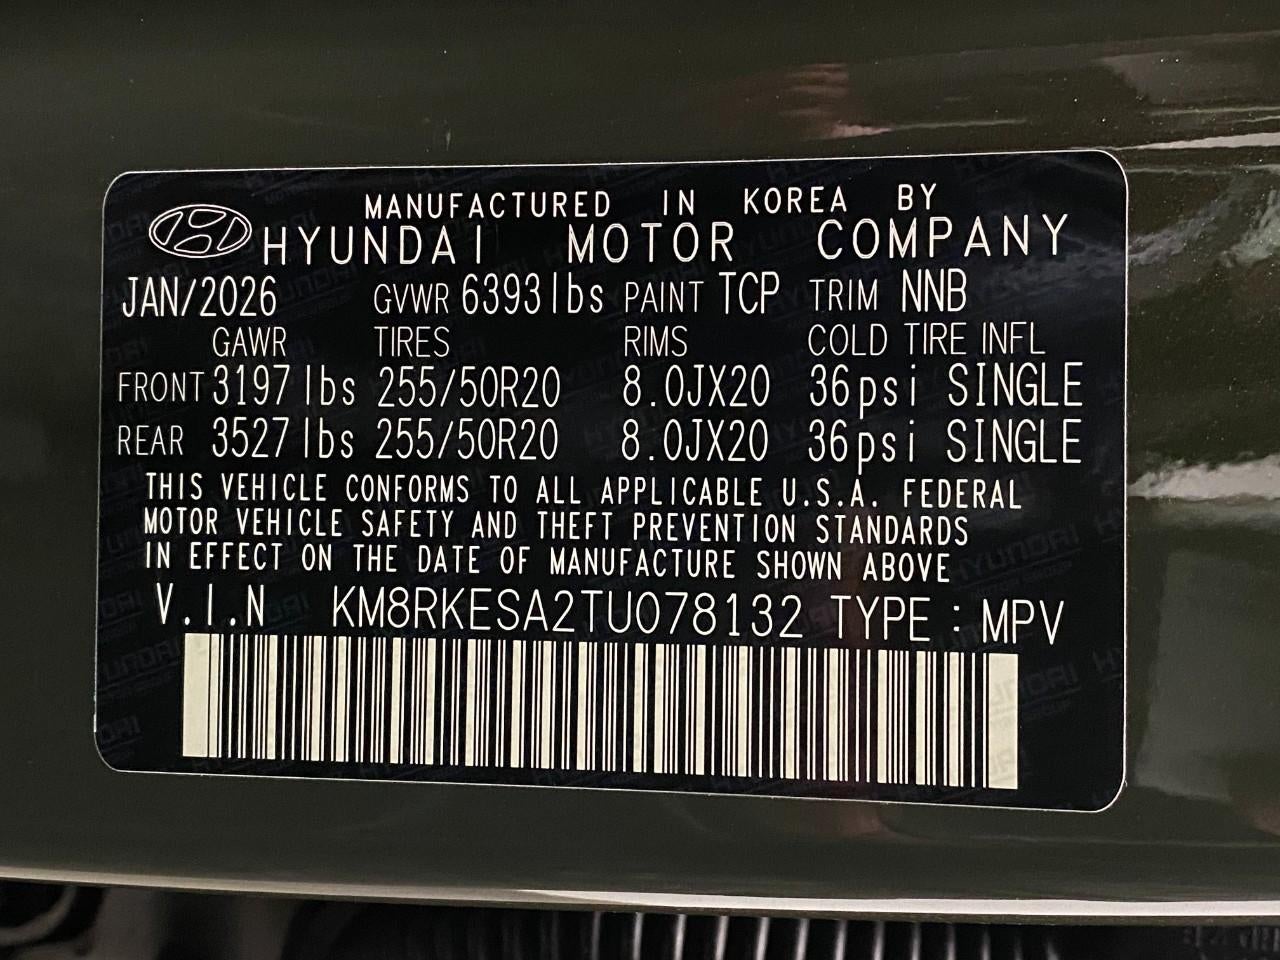 MANUFACTURED IN KOREA BY
HYUNDAI MOTOR COMPANY
JAN/2026 GVWR 6393lbs PAINT TCP TRIM NNB
GAWR TIRES RIMS COLD TIRE INFL
FRONT 3197lbs 255/50R20 8.0JX20 36psi SINGLE
REAR 3527lbs 255/50R20 8.0JX20 36psi SINGLE
THIS VEHICLE CONFORMS TO ALL APPLICABLE U.S.A. FEDERAL
MOTOR VEHICLE SAFETY AND THEFT PREVENTION STANDARDS
IN EFFECT ON THE DATE OF MANUFACTURE SHOWN ABOVE
V.I.N KM8RKESA2TU078132 TYPE : MPV